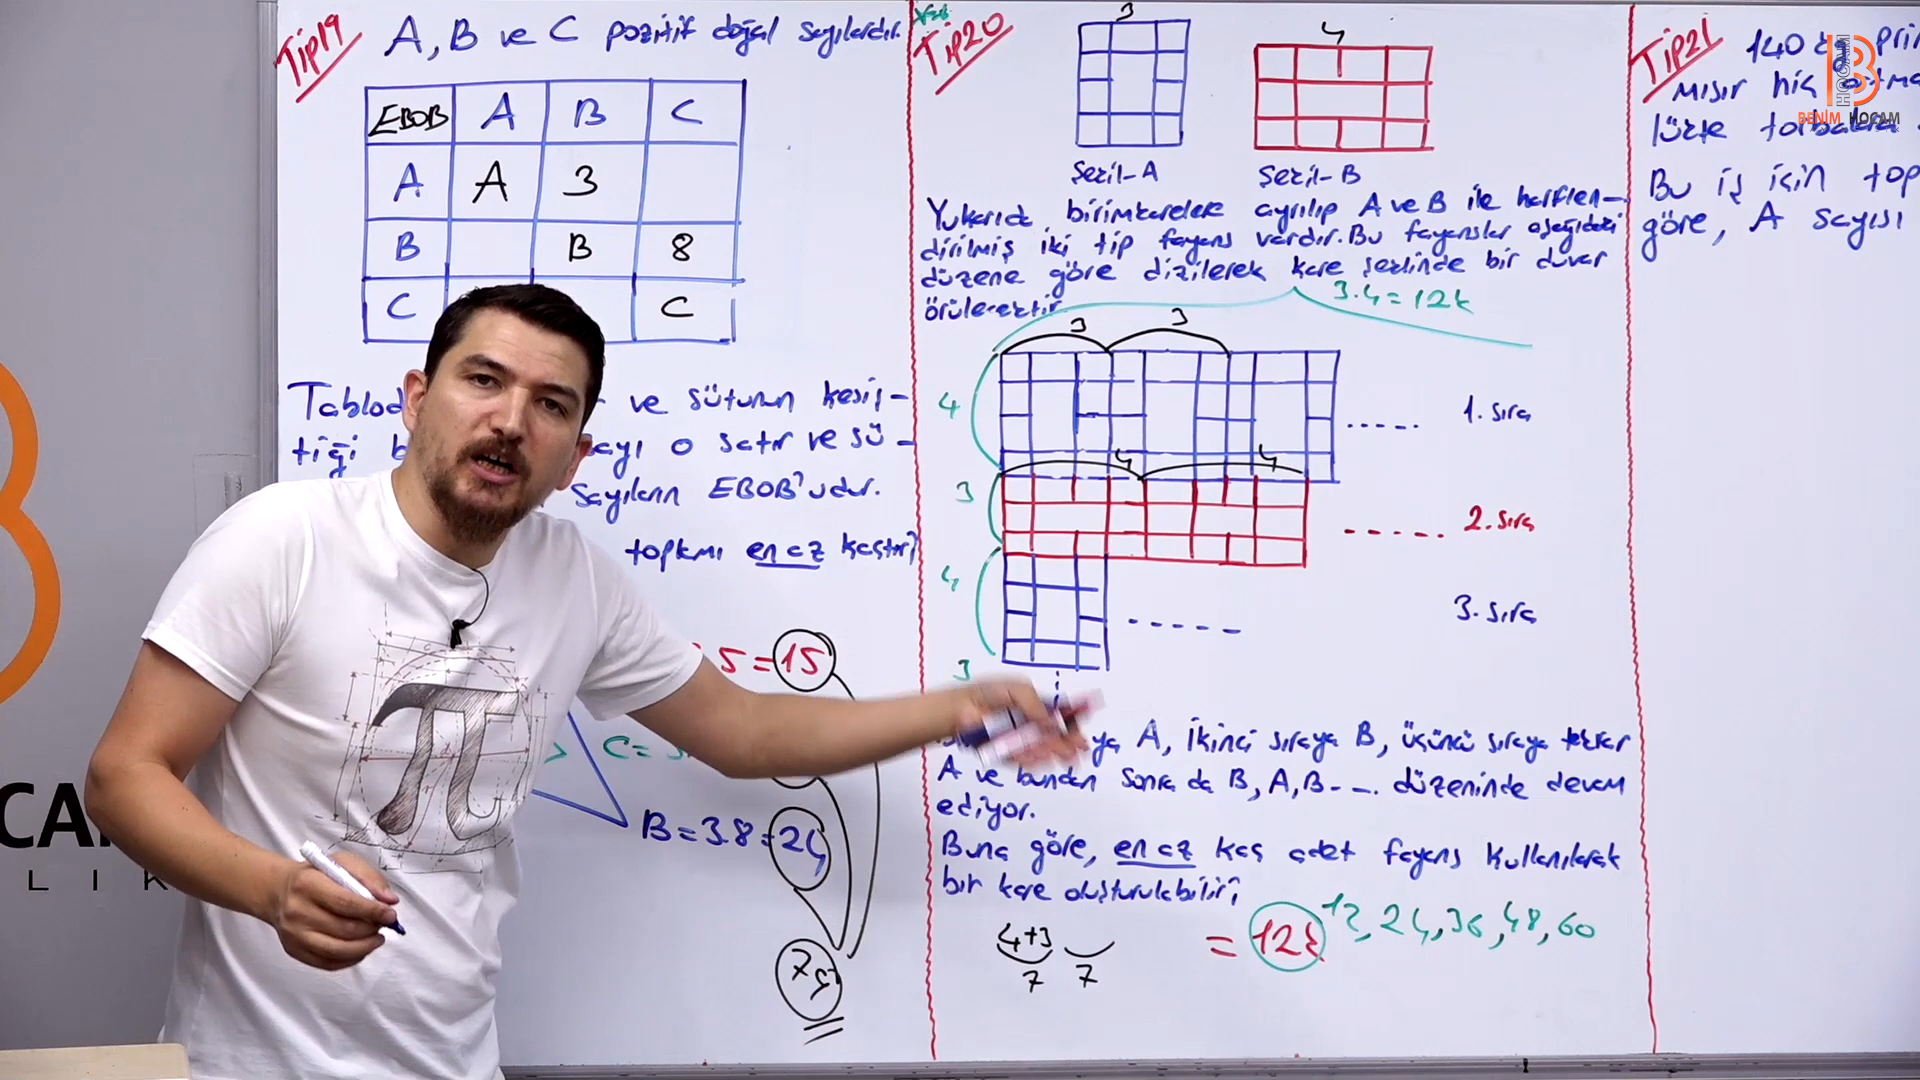 Tip19
A, B ve C pozitif doğal sayılardır.
EBOB A B C
A A 3
B B 8
C C
ve sütunun kesiş-
tiği
o satır ve sü-
sayıların EBOB'udur.
toplamı en az kaçtır?
5 = 15
C =
B = 3.8 = 24
Tip20
3
4
Şekil-A
Şekil-B
Yukarıda birimkarelere ayrılıp A ve B ile harflen-
dirilmiş iki tip fayans vardır. Bu fayanslar aşağıdaki
düzene göre dizilerek kare şeklinde bir duvar
örülecektir.
3.4=12k
3 3
4
1. sıra
4 4
3
2. sıra
4
3. sıra
3
A, ikinci sıraya B, üçüncü sıraya tekrar
A ve bundan sonra da B, A, B-- düzeninde devam
ediyor.
Buna göre, en az kaç adet fayans kullanılarak
bir kare oluşturulabilir?
4+3
7 7
= 12k
12, 24, 36, 48, 60
Tip21
140
mısır hiç
Bu iş için
göre, A sayısı
BENİM HOCAM
LIK